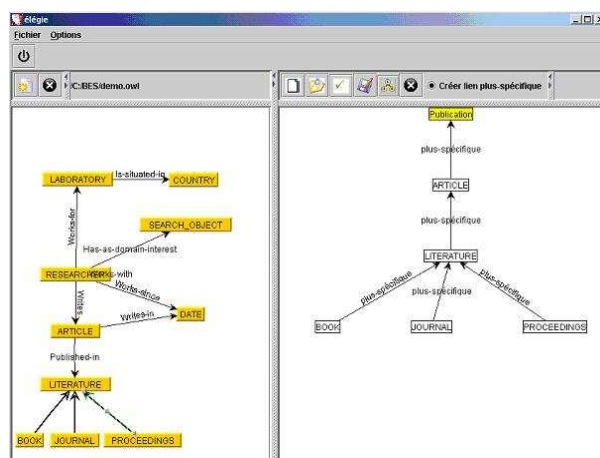 élégie
Fichier Options
C:BES/demo.owl
Créer lien plus-spécifique
LABORATORY
Is-situated-in
COUNTRY
Works-for
SEARCH_OBJECT
Has-as-domain-interest
RESEARCHER
Works-with
Works-since
Writes
DATE
Writes-in
ARTICLE
Published-in
LITERATURE
BOOK
JOURNAL
PROCEEDINGS
Publication
plus-spécifique
ARTICLE
plus-spécifique
LITERATURE
plus-spécifique
plus-spécifique
plus-spécifique
BOOK
JOURNAL
PROCEEDINGS